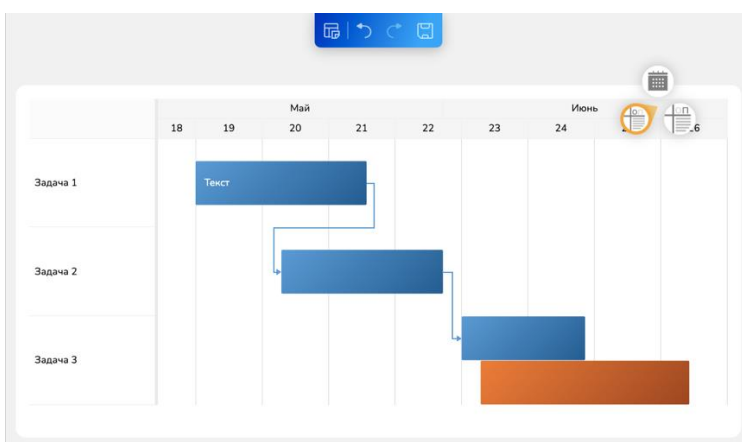 Май Июнь
18 19 20 21 22 23 24
Задача 1
Текст
Задача 2
Задача 3